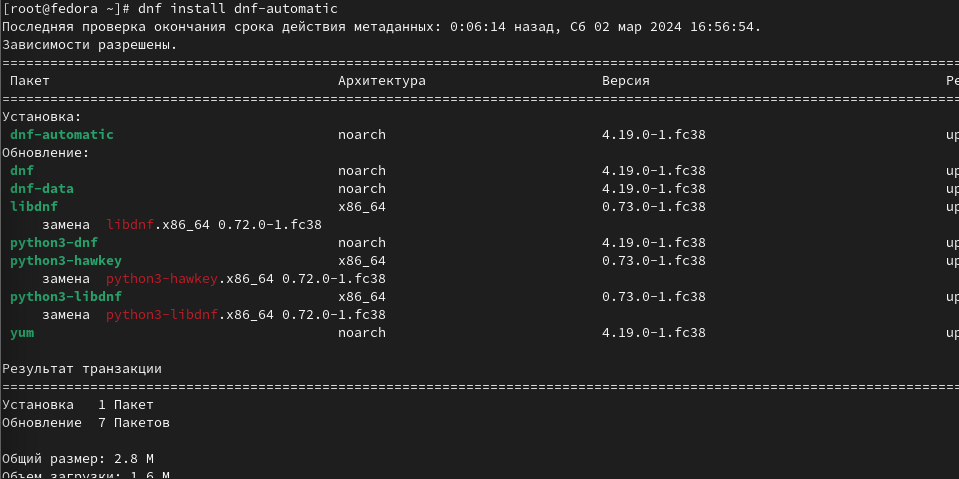 [root@fedora ~]# dnf install dnf-automatic
Последняя проверка окончания срока действия метаданных: 0:06:14 назад, Сб 02 мар 2024 16:56:54.
Зависимости разрешены.
Пакет Архитектура Версия Ре
Установка:
dnf-automatic noarch 4.19.0-1.fc38 up
Обновление:
dnf noarch 4.19.0-1.fc38 up
dnf-data noarch 4.19.0-1.fc38 up
libdnf x86_64 0.73.0-1.fc38 up
замена libdnf.x86_64 0.72.0-1.fc38
python3-dnf noarch 4.19.0-1.fc38 up
python3-hawkey x86_64 0.73.0-1.fc38 up
замена python3-hawkey.x86_64 0.72.0-1.fc38
python3-libdnf x86_64 0.73.0-1.fc38 up
замена python3-libdnf.x86_64 0.72.0-1.fc38
yum noarch 4.19.0-1.fc38 up
Результат транзакции
Установка 1 Пакет
Обновление 7 Пакетов
Общий размер: 2.8 M
Объем загрузки: 1.6 M